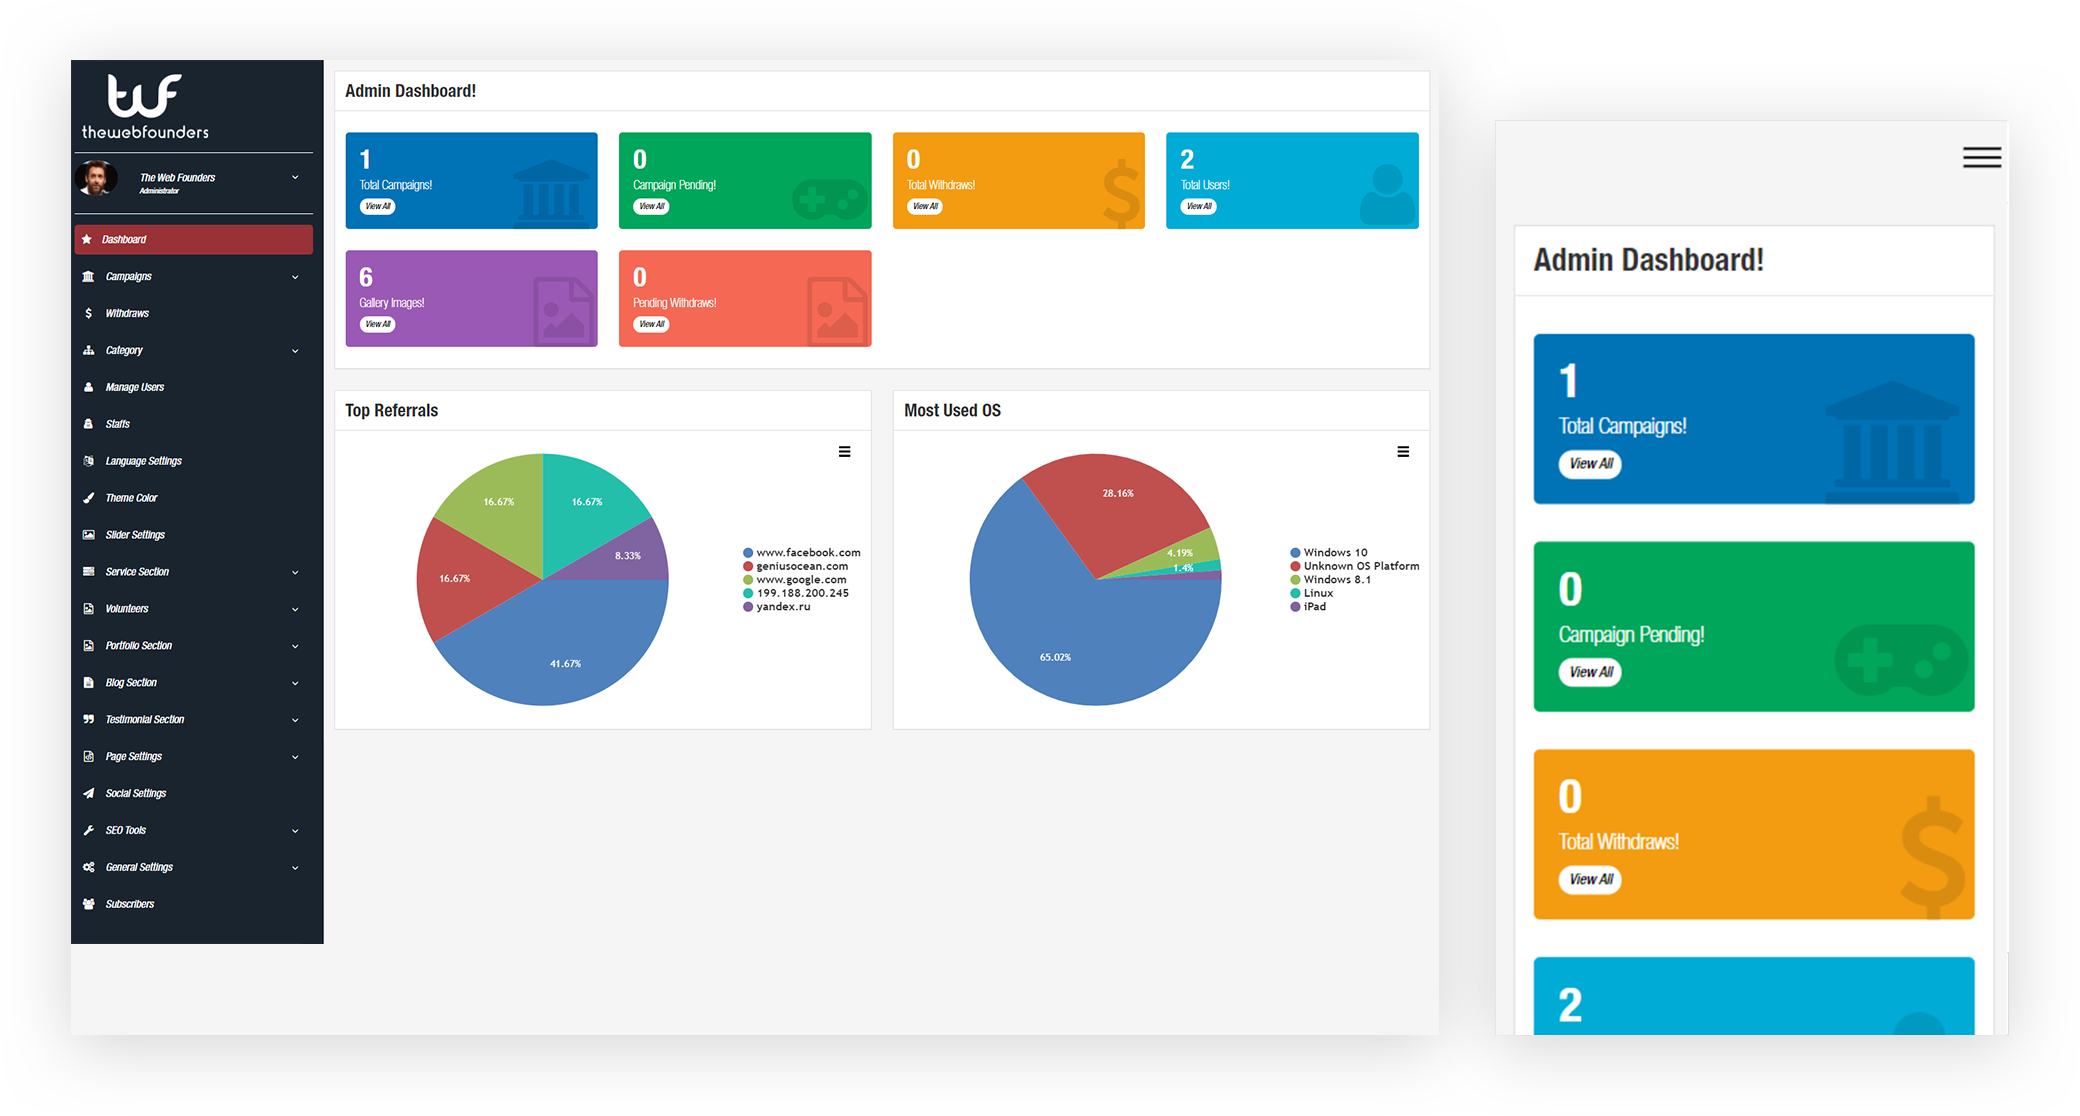 twf
thewebfounders
The Web Founders
Administrator
Dashboard
Campaigns
Withdraws
Category
Manage Users
Staffs
Language Settings
Theme Color
Slider Settings
Service Section
Volunteers
Portfolio Section
Blog Section
Testimonial Section
Page Settings
Social Settings
SEO Tools
General Settings
Subscribers
Admin Dashboard!
1
Total Campaigns!
View All
0
Campaign Pending!
View All
0
Total Withdraws!
View All
2
Total Users!
View All
6
Gallery Images!
View All
0
Pending Withdraws!
View All
Top Referrals
16.67%
16.67%
8.33%
16.67%
41.67%
www.facebook.com
geniusocean.com
www.google.com
199.188.200.245
yandex.ru
Most Used OS
28.16%
4.19%
1.4%
65.02%
Windows 10
Unknown OS Platform
Windows 8.1
Linux
iPad
Admin Dashboard!
1
Total Campaigns!
View All
0
Campaign Pending!
View All
0
Total Withdraws!
View All
2